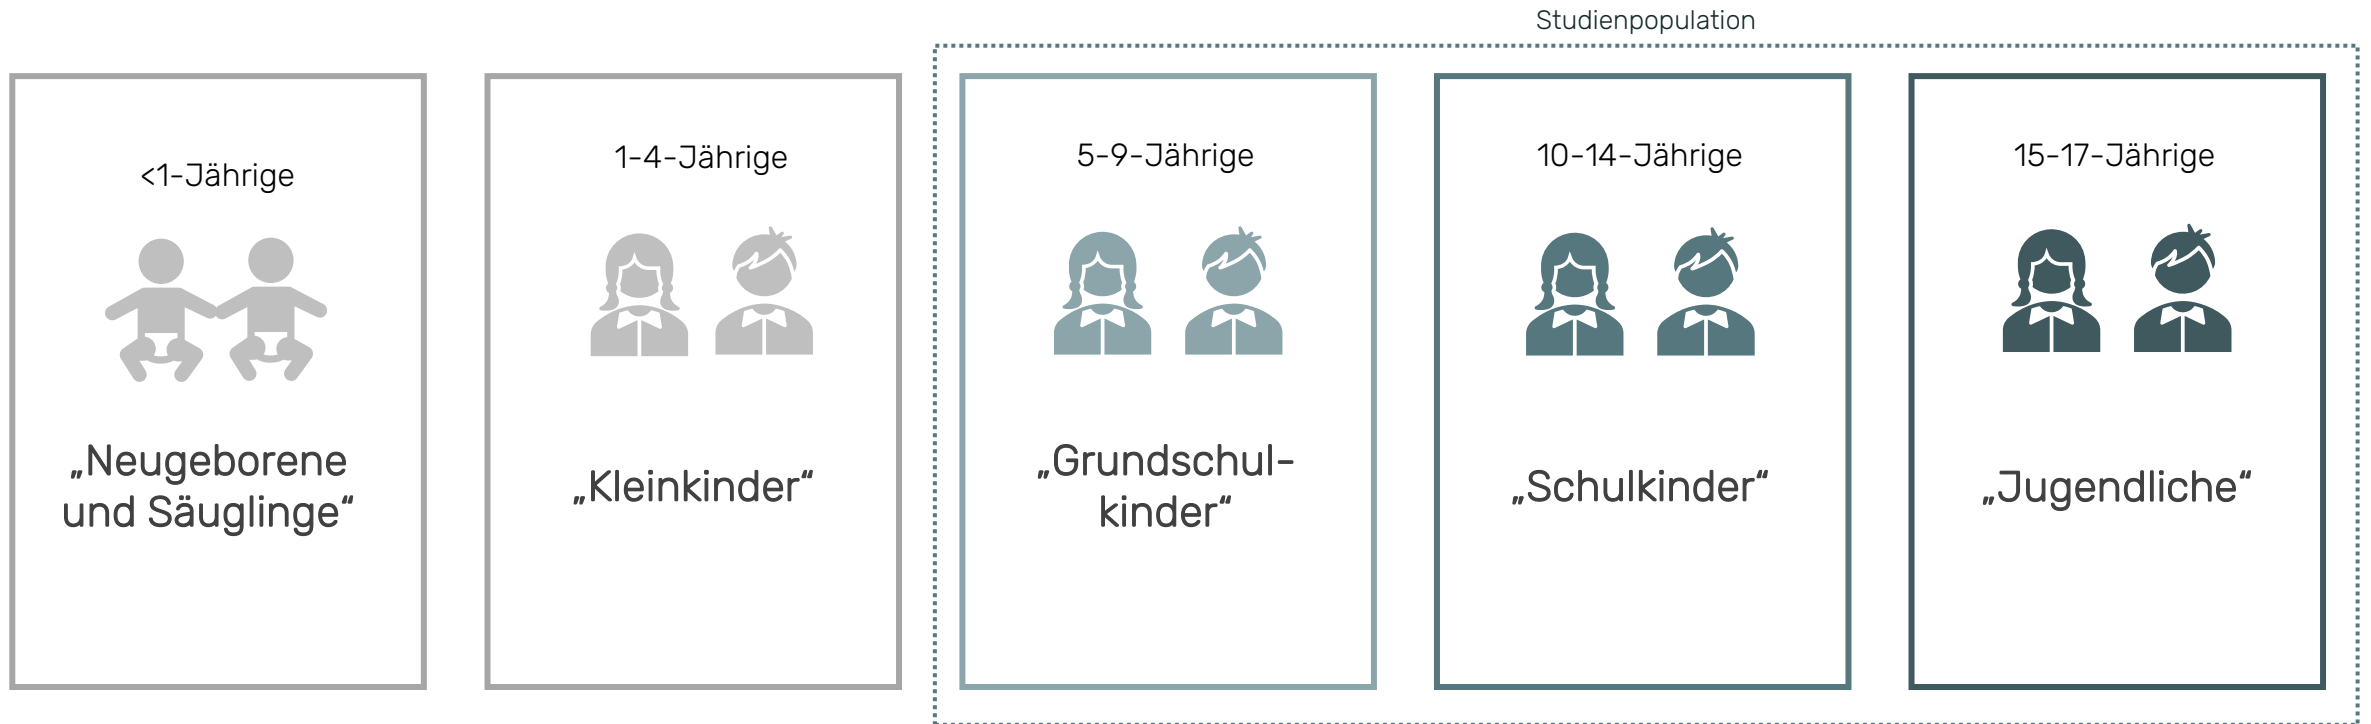 Studienpopulation
<1-Jährige
„Neugeborene
und Säuglinge“
1-4-Jährige
„Kleinkinder“
5-9-Jährige
„Grundschul-
kinder“
10-14-Jährige
„Schulkinder“
15-17-Jährige
„Jugendliche“